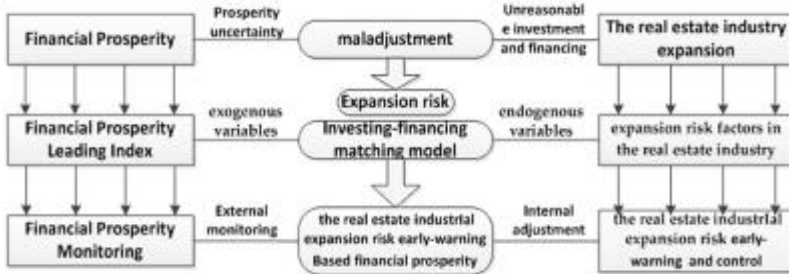 Financial Prosperity
Prosperity
uncertainty
maladjustment
Unreasonabl
e investment
and financing
The real estate industry
expansion
Expansion risk
Financial Prosperity
Leading Index
exogenous
variables
Investing-financing
matching model
endogenous
variables
expansion risk factors in
the real estate industry
Financial Prosperity
Monitoring
External
monitoring
the real estate industrial
expansion risk early-warning
Based financial prosperity
Internal
adjustment
the real estate industrial
expansion risk early-
warning and control